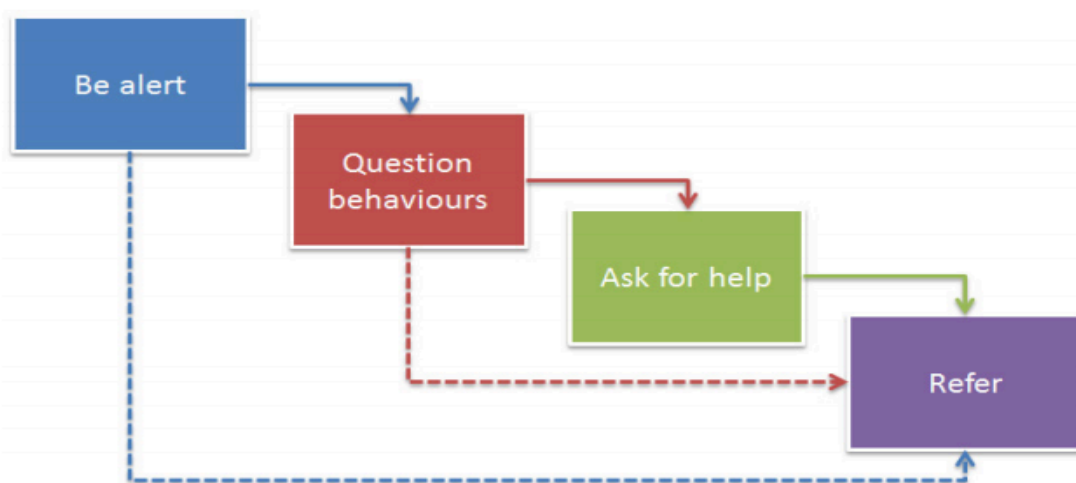 Be alert
Question
behaviours
Ask for help
Refer